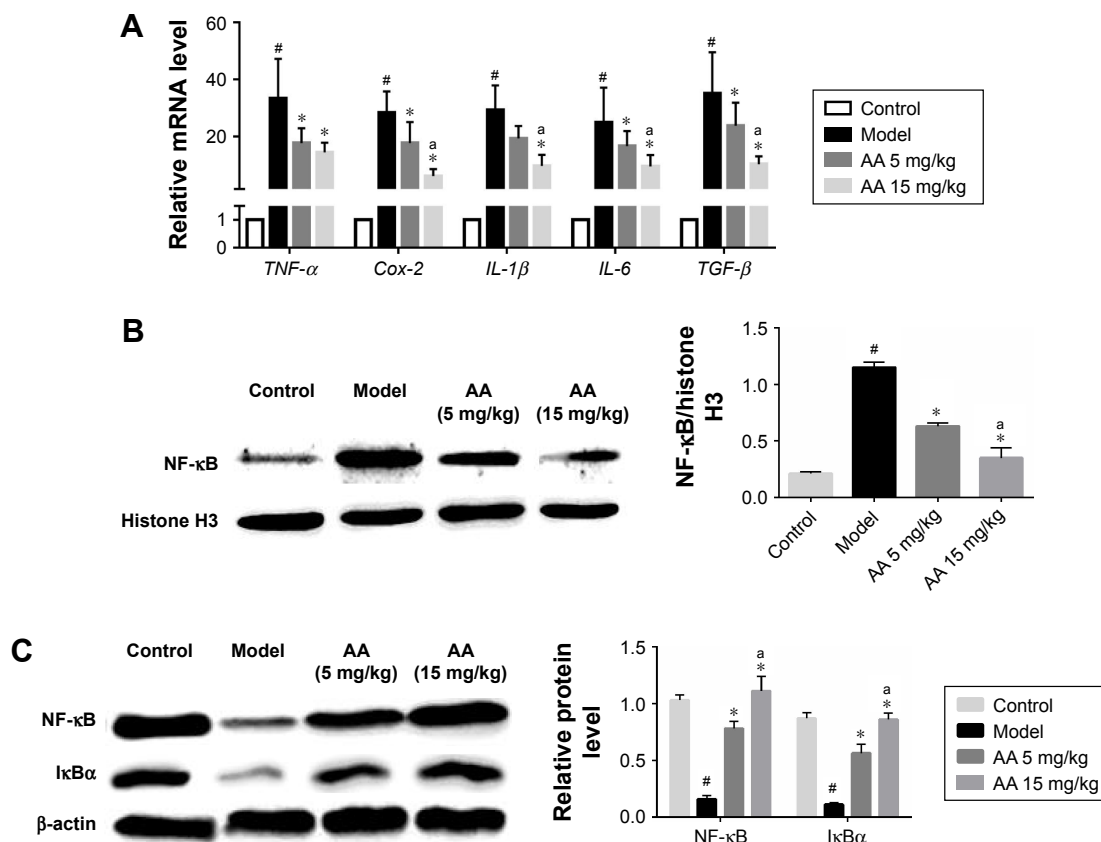 A
Relative mRNA level
60
40
20
1
0
# * *
# * a *
# a *
# * a *
# * a *
TNF-α Cox-2 IL-1β IL-6 TGF-β
Control
Model
AA 5 mg/kg
AA 15 mg/kg
B
Control Model AA (5 mg/kg) AA (15 mg/kg)
NF-κB
Histone H3
NF-κB/histone
H3
1.5
1.0
0.5
0.0
# * a *
Control Model AA 5 mg/kg AA 15 mg/kg
C
Control Model AA (5 mg/kg) AA (15 mg/kg)
NF-κB
IκBα
β-actin
Relative protein
level
1.5
1.0
0.5
0.0
# * a *
# * a *
NF-κB IκBα
Control
Model
AA 5 mg/kg
AA 15 mg/kg